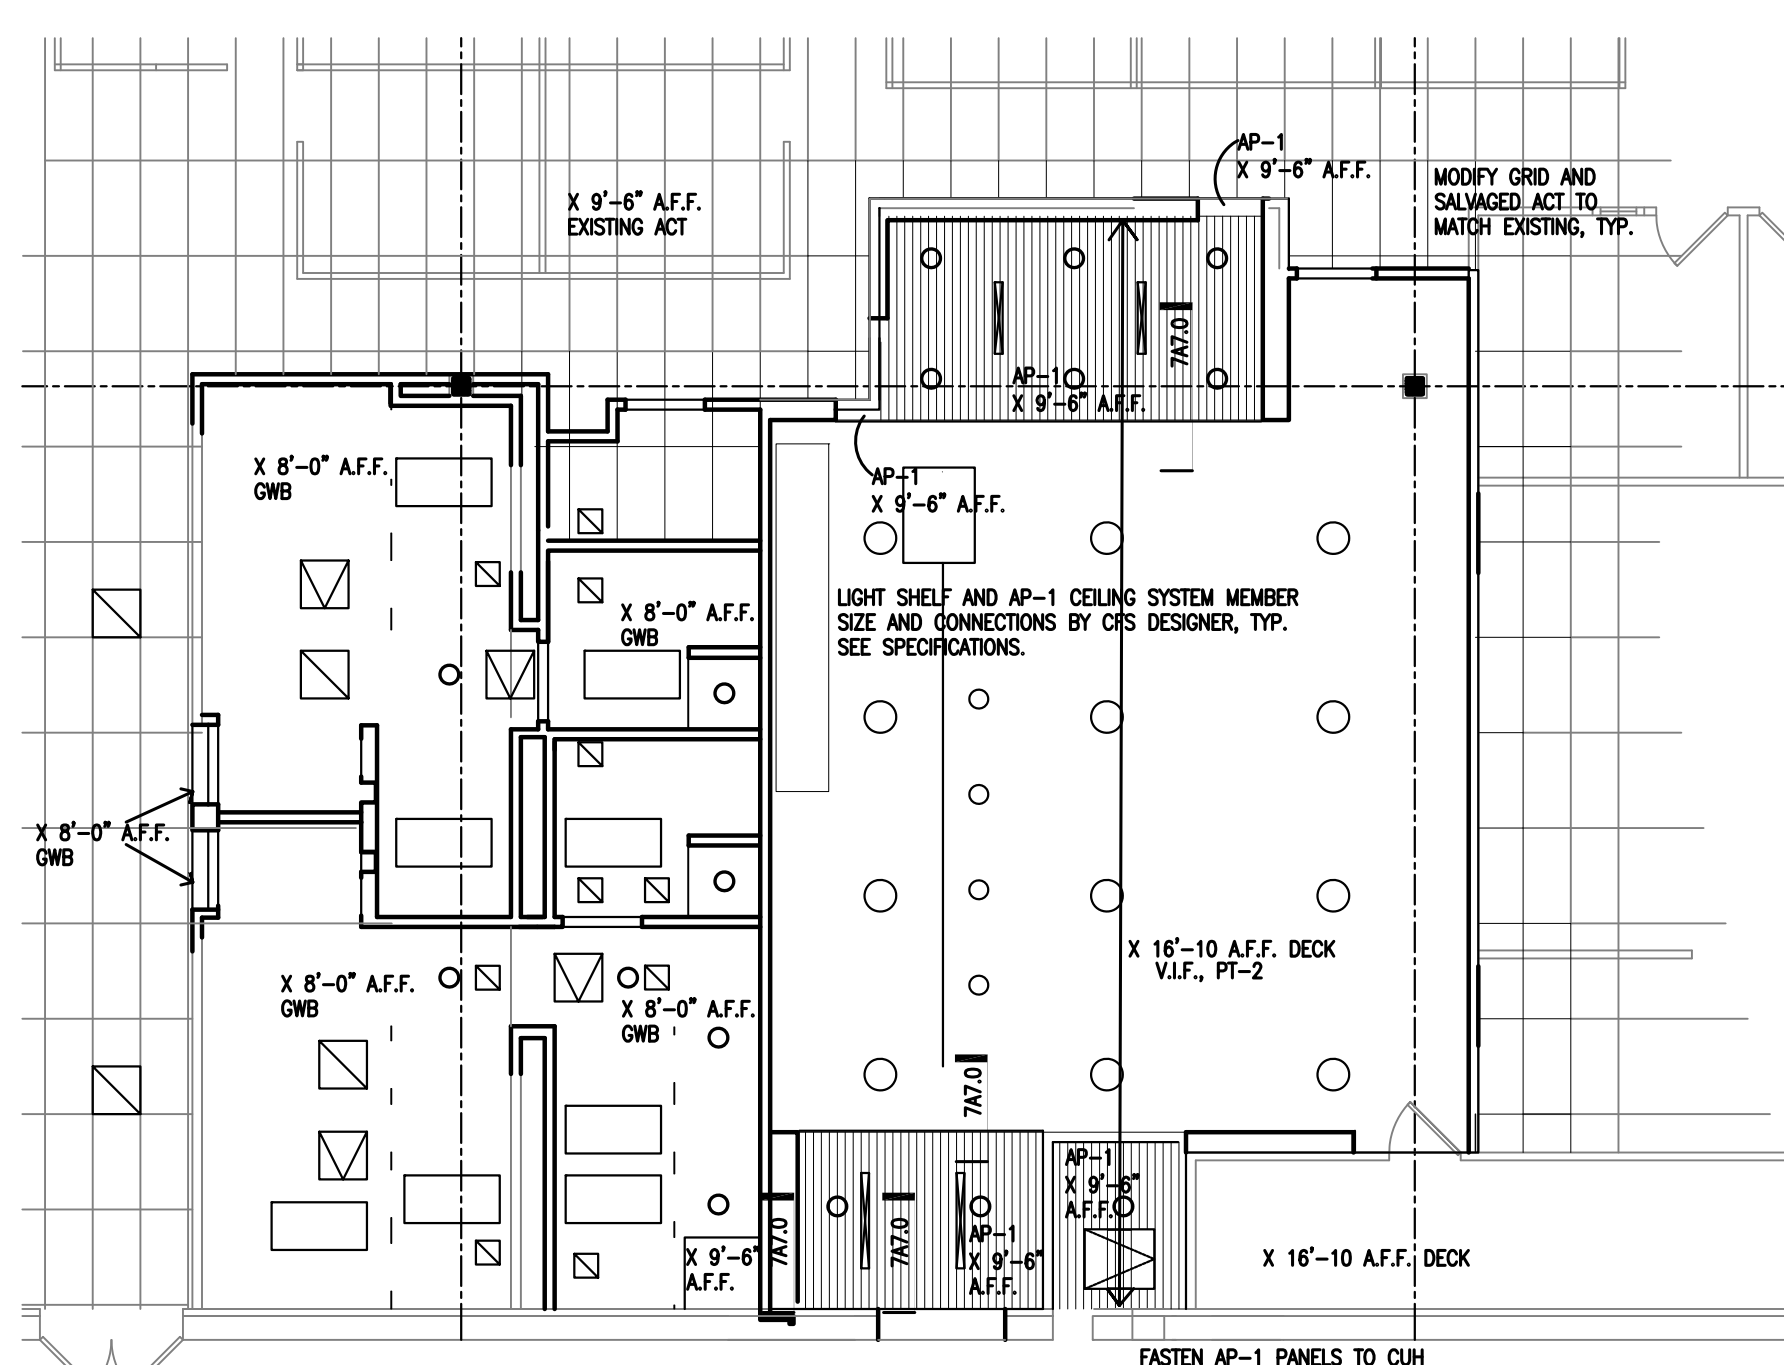 AP-1
X 9'-6" A.F.F.
MODIFY GRID AND
SALVAGED ACT TO
MATCH EXISTING, TYP.
X 9'-6" A.F.F.
EXISTING ACT
7A7.0
AP-1
X 9'-6" A.F.F.
X 8'-0" A.F.F.
GWB
AP-1
X 9'-6" A.F.F.
LIGHT SHELF AND AP-1 CEILING SYSTEM MEMBER
SIZE AND CONNECTIONS BY CFS DESIGNER, TYP.
SEE SPECIFICATIONS.
X 8'-0" A.F.F.
GWB
X 8'-0" A.F.F.
GWB
X 16'-10 A.F.F. DECK
V.I.F., PT-2
X 8'-0" A.F.F.
GWB
X 8'-0" A.F.F.
GWB
7A7.0
AP-1
X 9'-6"
A.F.F.
7A7.0
7A7.0
AP-1
X 9'-6"
A.F.F.
X 9'-6"
A.F.F.
X 16'-10 A.F.F. DECK
FASTEN AP-1 PANELS TO CUH